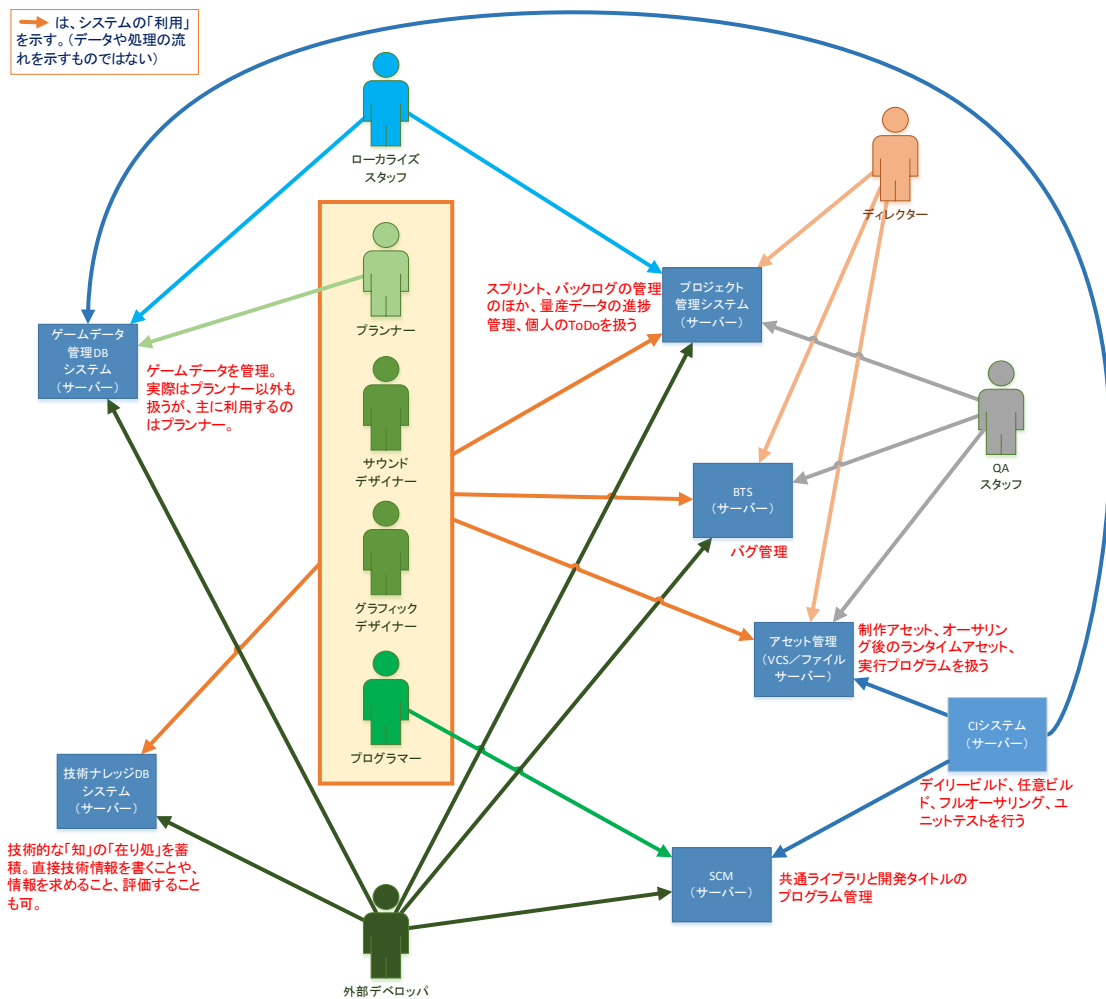 は、システムの「利用」
を示す。（データや処理の流
れを示すものではない）
ローカライズ
スタッフ
ディレクター
プランナー
スプリント、バックログの管理
のほか、量産データの進捗
管理、個人のToDoを扱う
プロジェクト
管理システム
（サーバー）
ゲームデータ
管理DB
システム
（サーバー）
ゲームデータを管理。
実際はプランナー以外も
扱うが、主に利用するの
はプランナー。
サウンド
デザイナー
QA
スタッフ
BTS
（サーバー）
バグ管理
グラフィック
デザイナー
アセット管理
（VCS／ファイル
サーバー）
制作アセット、オーサリン
グ後のランタイムアセット、
実行プログラムを扱う
CIシステム
（サーバー）
デイリービルド、任意ビル
ド、フルオーサリング、ユ
ニットテストを行う
プログラマー
技術ナレッジDB
システム
（サーバー）
技術的な「知」の「在り処」を蓄
積。直接技術情報を書くことや、
情報を求めること、評価すること
も可。
SCM
（サーバー）
共通ライブラリと開発タイトルの
プログラム管理
外部デベロッパ